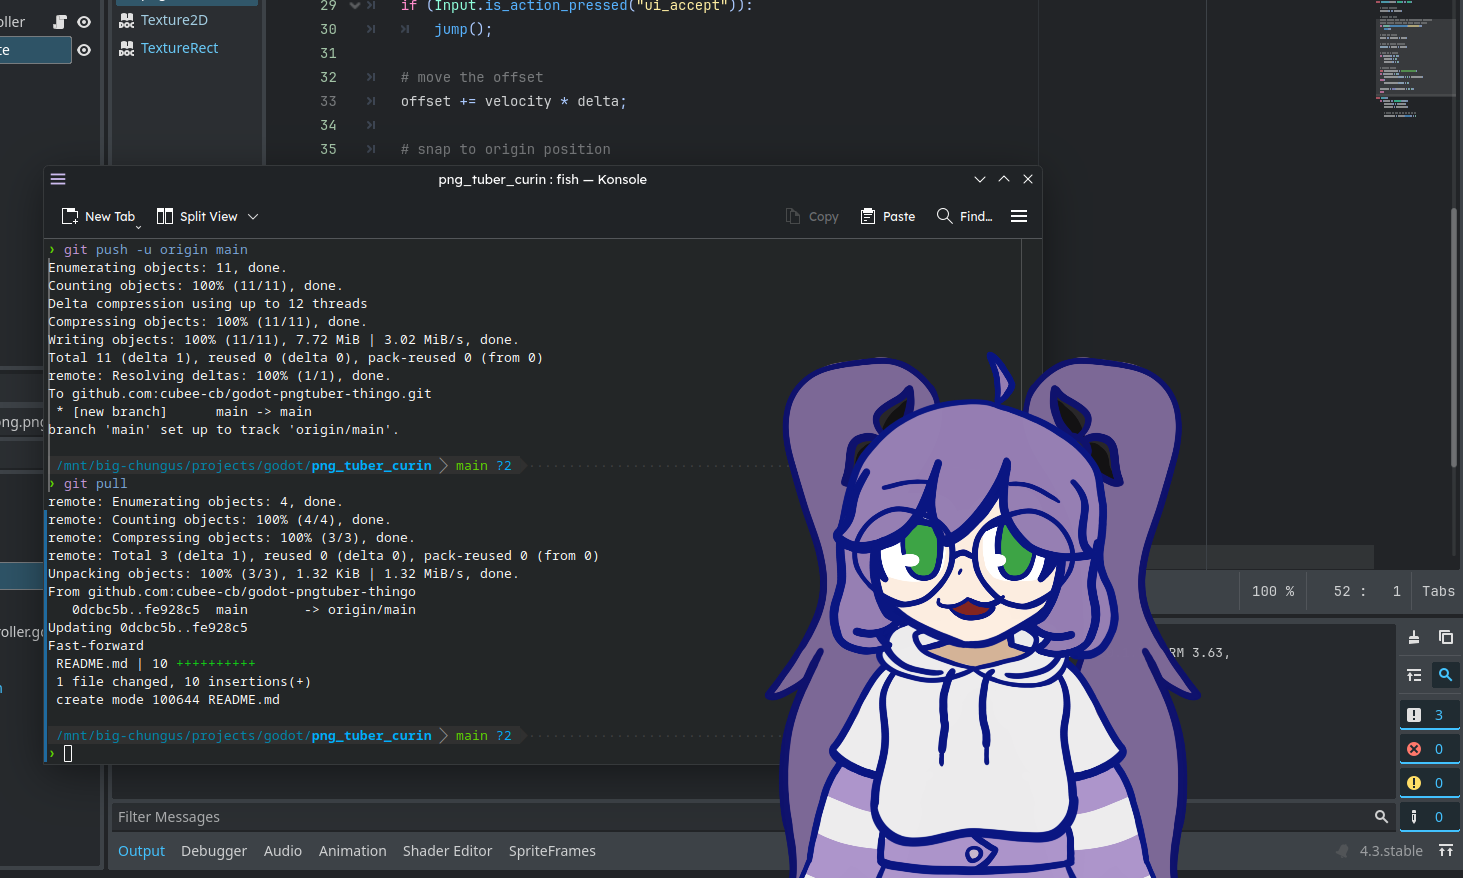 oller
te
Texture2D
TextureRect
29 if (Input.is_action_pressed("ui_accept")):
30 jump();
31
32 # move the offset
33 offset += velocity * delta;
34
35 # snap to origin position
png_tuber_curin : fish — Konsole
New Tab
Split View
Copy
Paste
Find...
› git push -u origin main
Enumerating objects: 11, done.
Counting objects: 100% (11/11), done.
Delta compression using up to 12 threads
Compressing objects: 100% (11/11), done.
Writing objects: 100% (11/11), 7.72 MiB | 3.02 MiB/s, done.
Total 11 (delta 1), reused 0 (delta 0), pack-reused 0 (from 0)
remote: Resolving deltas: 100% (1/1), done.
To github.com:cubee-cb/godot-pngtuber-thingo.git
 * [new branch]      main -> main
branch 'main' set up to track 'origin/main'.
/mnt/big-chungus/projects/godot/png_tuber_curin main ?2
› git pull
remote: Enumerating objects: 4, done.
remote: Counting objects: 100% (4/4), done.
remote: Compressing objects: 100% (3/3), done.
remote: Total 3 (delta 1), reused 0 (delta 0), pack-reused 0 (from 0)
Unpacking objects: 100% (3/3), 1.32 KiB | 1.32 MiB/s, done.
From github.com:cubee-cb/godot-pngtuber-thingo
   0dcbc5b..fe928c5  main       -> origin/main
Updating 0dcbc5b..fe928c5
Fast-forward
 README.md | 10 ++++++++++
 1 file changed, 10 insertions(+)
 create mode 100644 README.md
/mnt/big-chungus/projects/godot/png_tuber_curin main ?2
›
ong.png
oller.gd
n
100 %
52 : 1
Tabs
RM 3.63,
3
0
0
0
Filter Messages
Output
Debugger
Audio
Animation
Shader Editor
SpriteFrames
4.3.stable